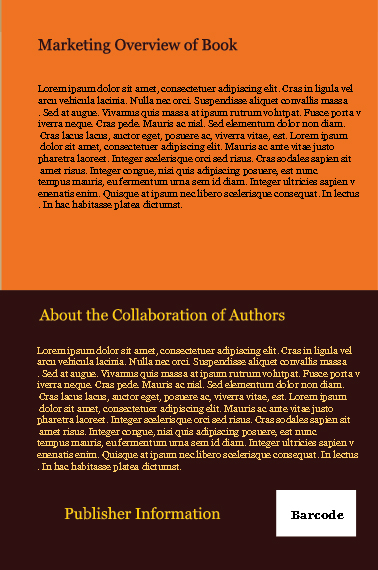 Marketing Overview of Book
Lorem ipsum dolor sit amet, consectetuer adipiscing elit. Cras in ligula vel
arcu vehicula lacinia. Nulla nec orci. Suspendisse aliquet convallis massa
. Sed at augue. Vivamus quis massa at ipsum rutrum volutpat. Fusce porta v
iverra neque. Cras pede. Mauris ac nisl. Sed elementum dolor non diam.
Cras lacus lacus, auctor eget, posuere ac, viverra vitae, est. Lorem ipsum
dolor sit amet, consectetuer adipiscing elit. Mauris ac ante vitae justo
pharetra laoreet. Integer scelerisque orci sed risus. Cras sodales sapien sit
amet risus. Integer congue, nisi quis adipiscing posuere, est nunc
tempus mauris, eu fermentum urna sem id diam. Integer ultricies sapien v
enenatis enim. Quisque at ipsum nec libero scelerisque consequat. In lectus
. In hac habitasse platea dictumst.
About the Collaboration of Authors
Lorem ipsum dolor sit amet, consectetuer adipiscing elit. Cras in ligula vel
arcu vehicula lacinia. Nulla nec orci. Suspendisse aliquet convallis massa
. Sed at augue. Vivamus quis massa at ipsum rutrum volutpat. Fusce porta v
iverra neque. Cras pede. Mauris ac nisl. Sed elementum dolor non diam.
Cras lacus lacus, auctor eget, posuere ac, viverra vitae, est. Lorem ipsum
dolor sit amet, consectetuer adipiscing elit. Mauris ac ante vitae justo
pharetra laoreet. Integer scelerisque orci sed risus. Cras sodales sapien sit
amet risus. Integer congue, nisi quis adipiscing posuere, est nunc
tempus mauris, eu fermentum urna sem id diam. Integer ultricies sapien v
enenatis enim. Quisque at ipsum nec libero scelerisque consequat. In lectus
. In hac habitasse platea dictumst.
Publisher Information
Barcode